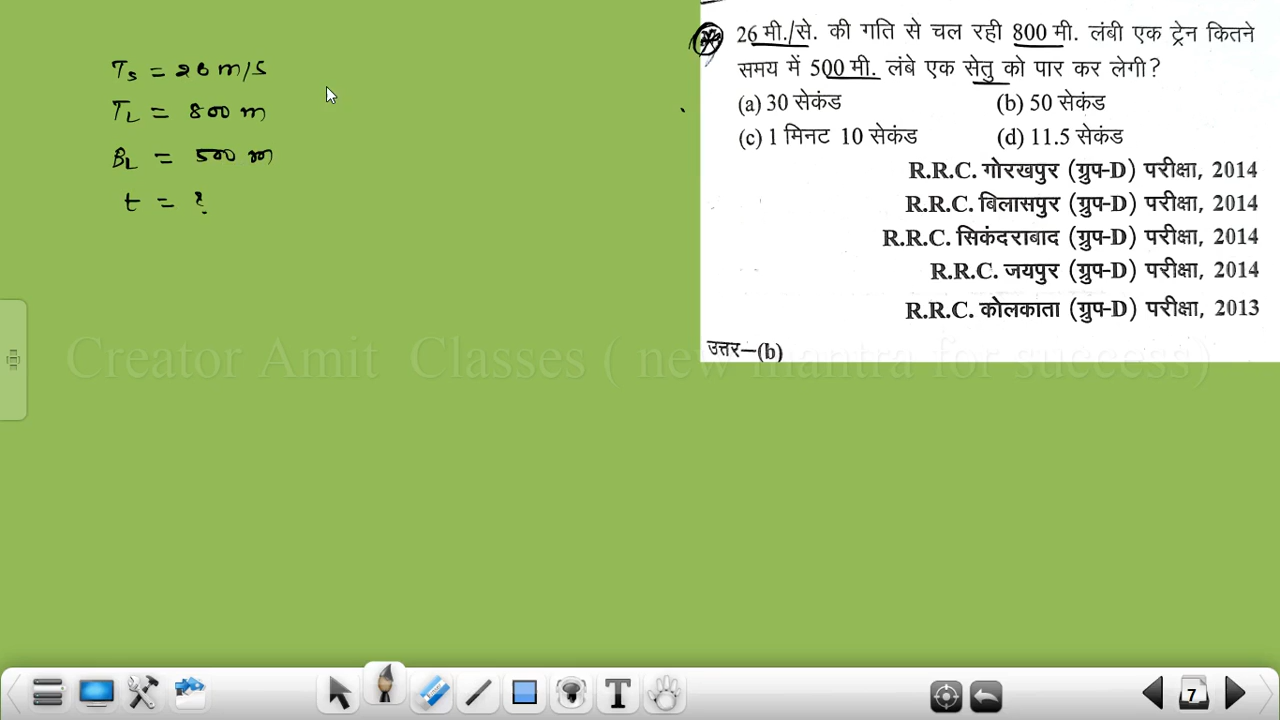 Ts = 26 m/s
TL = 800 m
BL = 500 m
t = ?
26 मी./से. की गति से चल रही 800 मी. लंबी एक ट्रेन कितने
समय में 500 मी. लंबे एक सेतु को पार कर लेगी?
(a) 30 सेकंड (b) 50 सेकंड
(c) 1 मिनट 10 सेकंड (d) 11.5 सेकंड
R.R.C. गोरखपुर (ग्रुप-D) परीक्षा, 2014
R.R.C. बिलासपुर (ग्रुप-D) परीक्षा, 2014
R.R.C. सिकंदराबाद (ग्रुप-D) परीक्षा, 2014
R.R.C. जयपुर (ग्रुप-D) परीक्षा, 2014
R.R.C. कोलकाता (ग्रुप-D) परीक्षा, 2013
उत्तर–(b)
Creator Amit Classes ( new mantra for success)
T
7